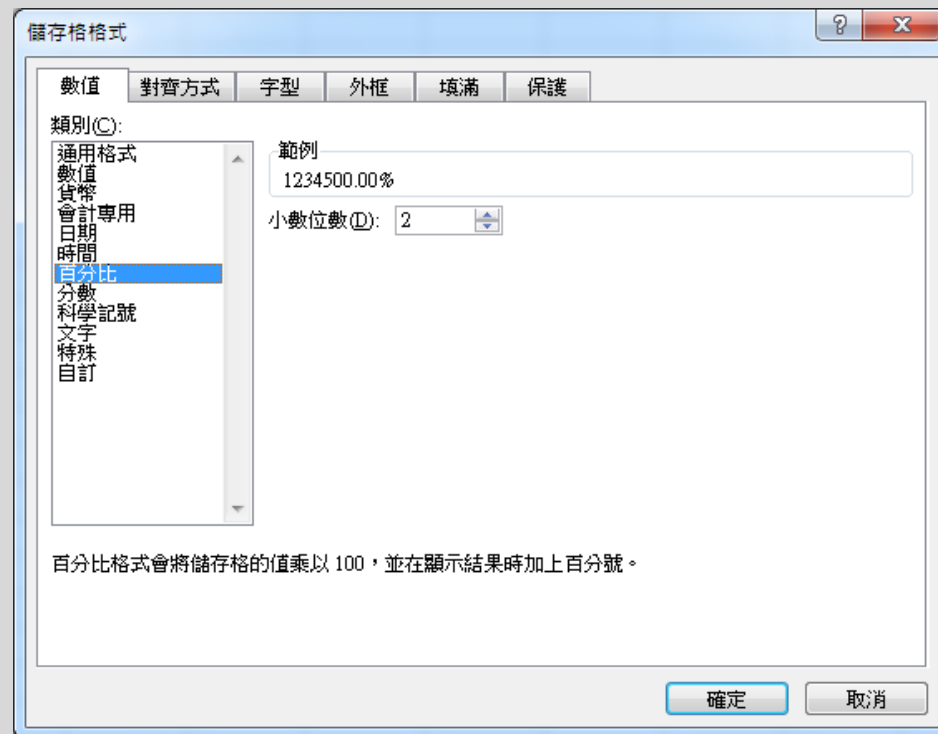 儲存格格式
數值
對齊方式
字型
外框
填滿
保護
類別(C):
通用格式
數值
貨幣
會計專用
日期
時間
百分比
分數
科學記號
文字
特殊
自訂
範例
1234500.00%
小數位數(D): 2
百分比格式會將儲存格的值乘以 100，並在顯示結果時加上百分號。
確定
取消